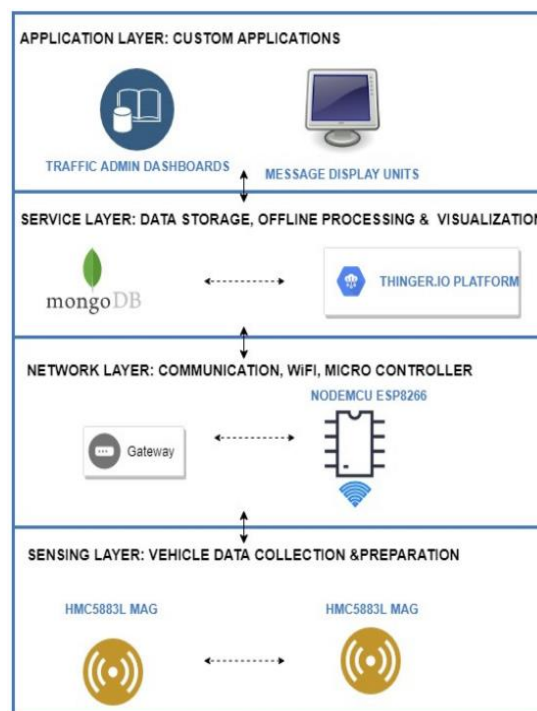 APPLICATION LAYER: CUSTOM APPLICATIONS
TRAFFIC ADMIN DASHBOARDS
MESSAGE DISPLAY UNITS
SERVICE LAYER: DATA STORAGE, OFFLINE PROCESSING & VISUALIZATION
mongoDB
THINGER.IO PLATFORM
NETWORK LAYER: COMMUNICATION, WiFI, MICRO CONTROLLER
NODEMCU ESP8266
Gateway
SENSING LAYER: VEHICLE DATA COLLECTION &PREPARATION
HMC5883L MAG
HMC5883L MAG